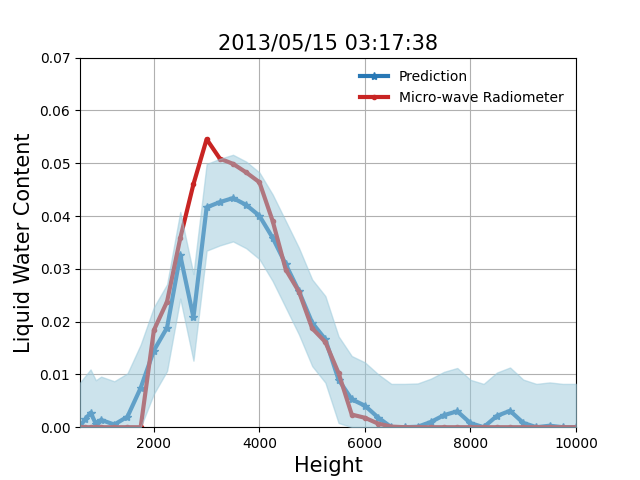 2013/05/15 03:17:38
Prediction
Micro-wave Radiometer
Liquid Water Content
0.07
0.06
0.05
0.04
0.03
0.02
0.01
0.00
2000 4000 6000 8000 10000
Height